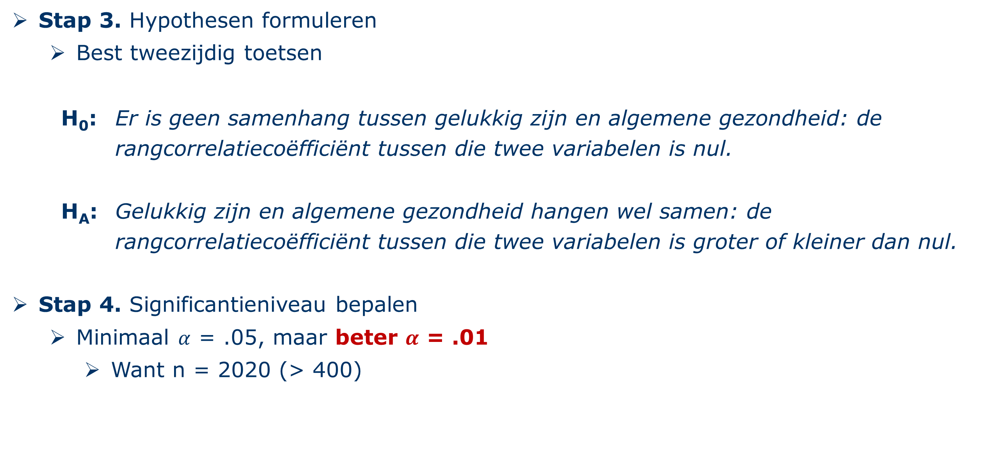 ➢ Stap 3. Hypothesen formuleren
➢ Best tweezijdig toetsen
H₀: Er is geen samenhang tussen gelukkig zijn en algemene gezondheid: de
rangcorrelatiecoëfficiënt tussen die twee variabelen is nul.
H_A: Gelukkig zijn en algemene gezondheid hangen wel samen: de
rangcorrelatiecoëfficiënt tussen die twee variabelen is groter of kleiner dan nul.
➢ Stap 4. Significantieniveau bepalen
➢ Minimaal α = .05, maar beter α = .01
➢ Want n = 2020 (> 400)